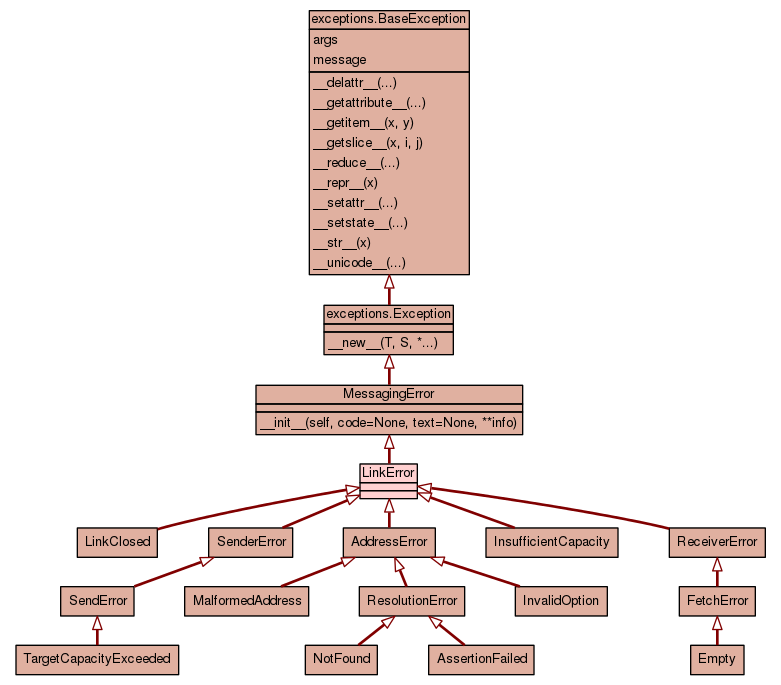 exceptions.BaseException
args
message
__delattr__(...)
__getattribute__(...)
__getitem__(x, y)
__getslice__(x, i, j)
__reduce__(...)
__repr__(x)
__setattr__(...)
__setstate__(...)
__str__(x)
__unicode__(...)
exceptions.Exception
__new__(T, S, *...)
MessagingError
__init__(self, code=None, text=None, **info)
LinkError
LinkClosed
SenderError
AddressError
InsufficientCapacity
ReceiverError
SendError
MalformedAddress
ResolutionError
InvalidOption
FetchError
TargetCapacityExceeded
NotFound
AssertionFailed
Empty